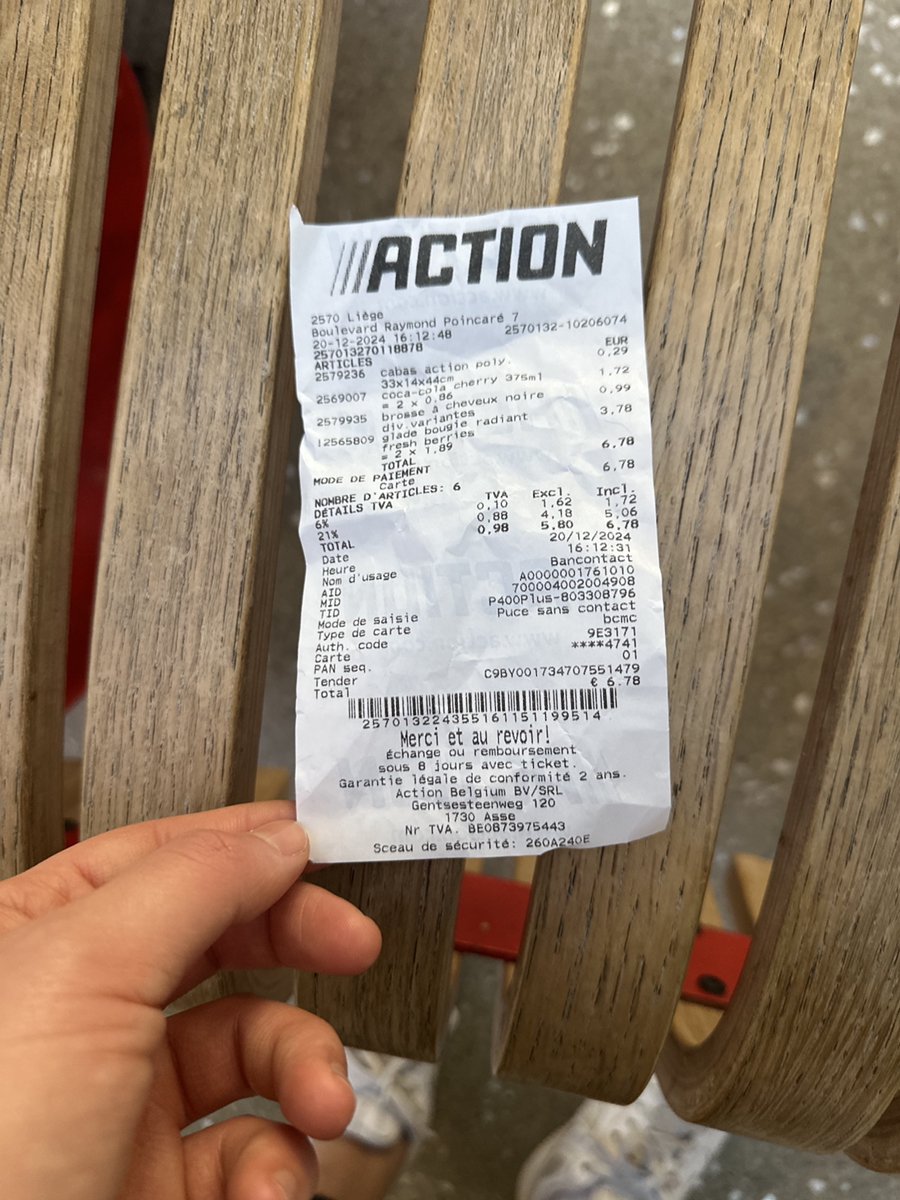 ///ACTION
2570 Liège
Boulevard Raymond Poincaré 7
20-12-2024 16:12:48 2570132-10206074
257013270118878 EUR
ARTICLES
2579236 cabas action poly. 0,29
33x14x44cm
2569007 coca-cola cherry 375ml 1,72
= 2 x 0,86
2579935 brosse à cheveux noire 0,99
div.variantes
12565809 glade bougie radiant 3,78
fresh berries
= 2 x 1,89
TOTAL 6,78
MODE DE PAIEMENT
Carte 6,78
NOMBRE D'ARTICLES: 6
DÉTAILS TVA TVA Excl. Incl.
6% 0,10 1,62 1,72
21% 0,88 4,18 5,06
TOTAL 0,98 5,80 6,78
Date 20/12/2024
Heure 16:12:31
Nom d'usage Bancontact
AID A0000001761010
MID 700004002004908
TID P400Plus-803308796
Mode de saisie Puce sans contact
Type de carte bcmc
Auth. code 9E3171
Carte ****4741
PAN seq. 01
Tender C9BY001734707551479
Total € 6.78
257013224355161151199514
Merci et au revoir!
Échange ou remboursement
sous 8 jours avec ticket.
Garantie légale de conformité 2 ans.
Action Belgium BV/SRL
Gentsesteenweg 120
1730 Asse
Nr TVA. BE0873975443
Sceau de sécurité: 260A240E